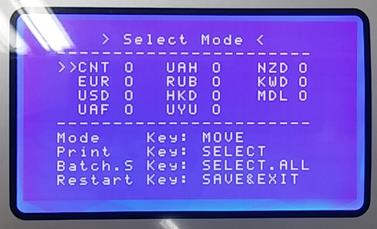 > Select Mode <
--------------------------------
>>CNT 0 UAH 0 NZD 0
EUR 0 RUB 0 KWD 0
USD 0 HKD 0 MDL 0
UAF 0 UYU 0
--------------------------------
Mode Key: MOVE
Print Key: SELECT
Batch.S Key: SELECT.ALL
Restart Key: SAVE&EXIT